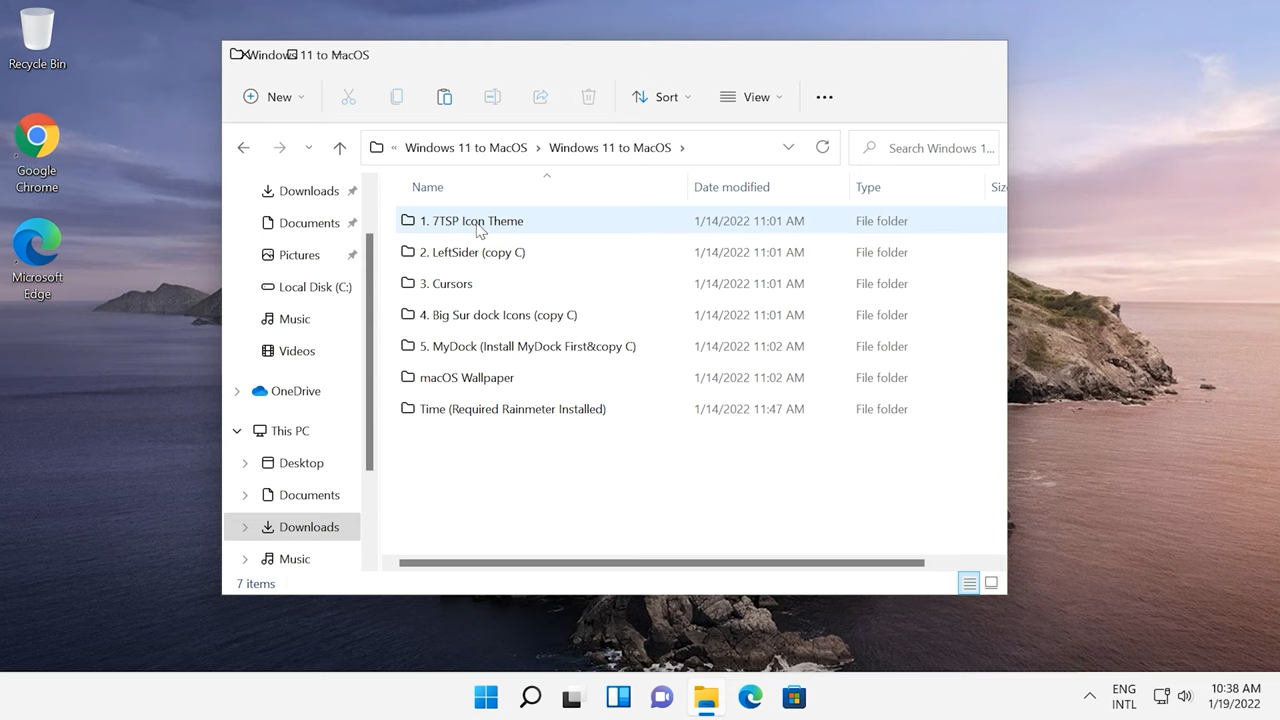 Recycle Bin
Google
Chrome
Microsoft
Edge
Windows 11 to MacOS
New
Sort
View
« Windows 11 to MacOS > Windows 11 to MacOS >
Search Windows 1...
Name Date modified Type Siz
1. 7TSP Icon Theme 1/14/2022 11:01 AM File folder
2. LeftSider (copy C) 1/14/2022 11:01 AM File folder
3. Cursors 1/14/2022 11:01 AM File folder
4. Big Sur dock Icons (copy C) 1/14/2022 11:01 AM File folder
5. MyDock (Install MyDock First&copy C) 1/14/2022 11:02 AM File folder
macOS Wallpaper 1/14/2022 11:02 AM File folder
Time (Required Rainmeter Installed) 1/14/2022 11:47 AM File folder
Downloads
Documents
Pictures
Local Disk (C:)
Music
Videos
OneDrive
This PC
Desktop
Documents
Downloads
Music
7 items
ENG
INTL
10:38 AM
1/19/2022